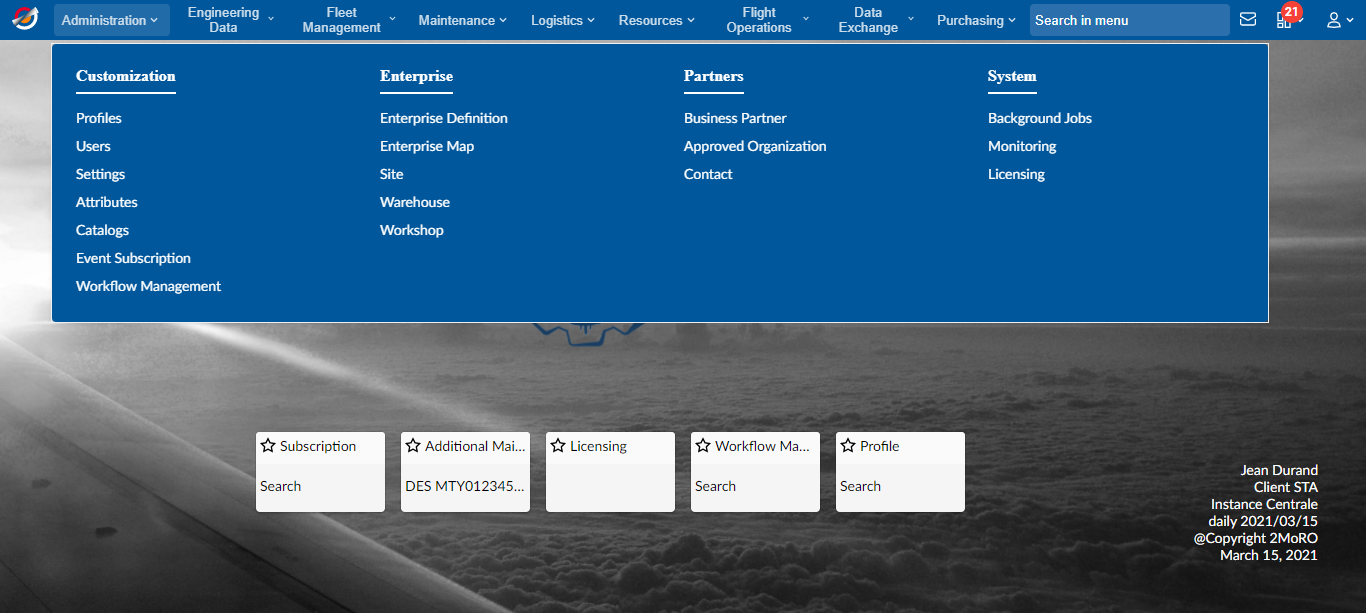 Administration
Engineering
Data
Fleet
Management
Maintenance
Logistics
Resources
Flight
Operations
Data
Exchange
Purchasing
Search in menu
21
Customization
Profiles
Users
Settings
Attributes
Catalogs
Event Subscription
Workflow Management
Enterprise
Enterprise Definition
Enterprise Map
Site
Warehouse
Workshop
Partners
Business Partner
Approved Organization
Contact
System
Background Jobs
Monitoring
Licensing
Subscription
Search
Additional Mai...
DES MTY012345...
Licensing
Workflow Ma...
Search
Profile
Search
Jean Durand
Client STA
Instance Centrale
daily 2021/03/15
@Copyright 2MoRO
March 15, 2021